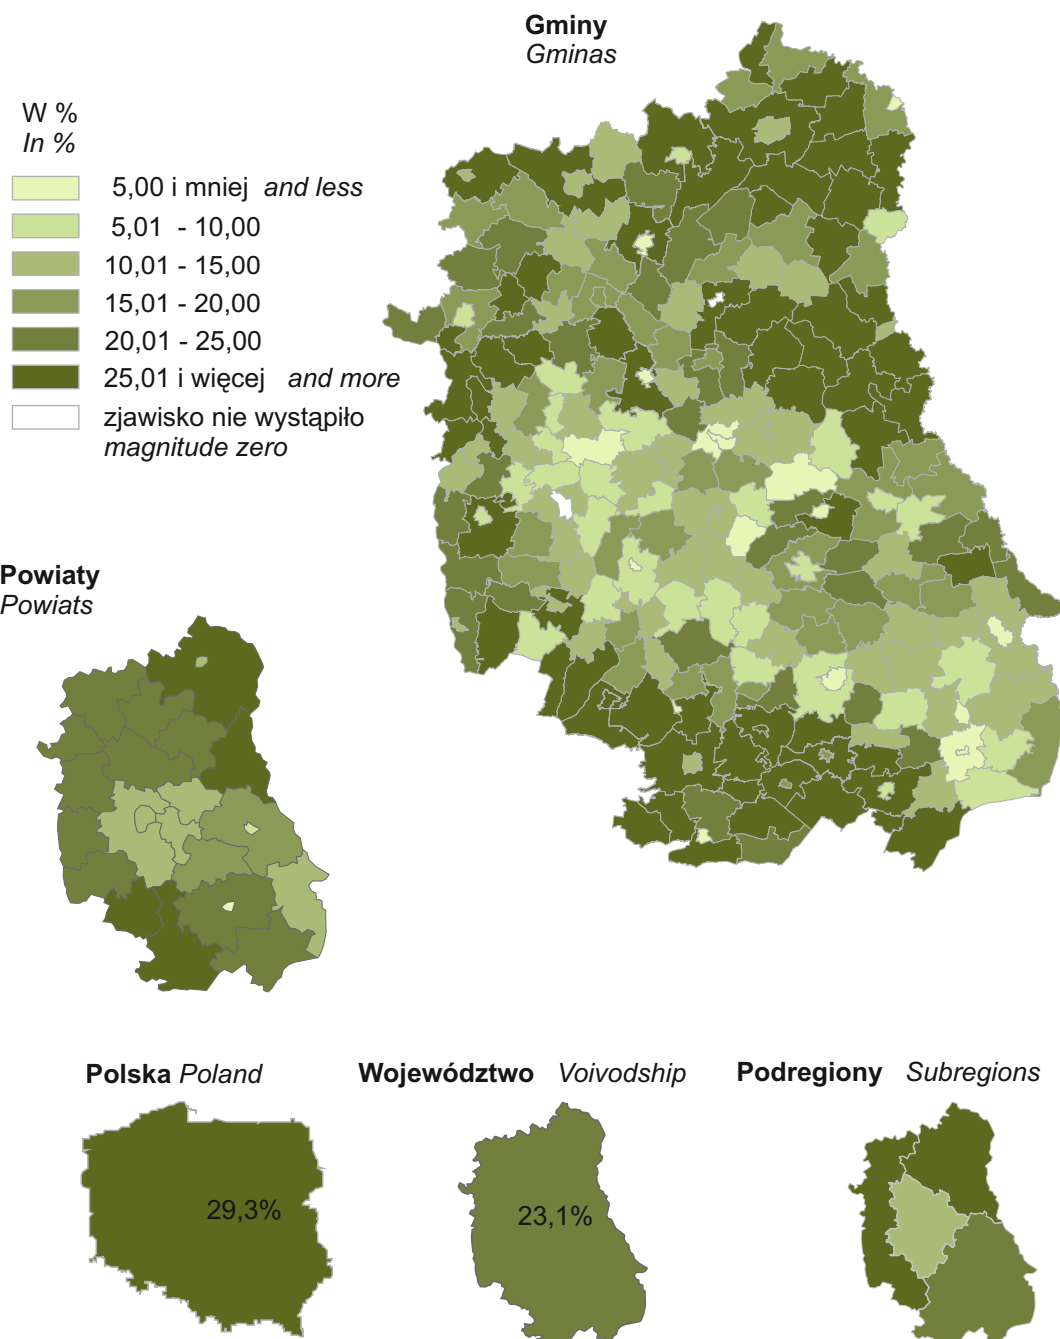 Gminy
Gminas
W %
In %
5,00 i mniej and less
5,01 - 10,00
10,01 - 15,00
15,01 - 20,00
20,01 - 25,00
25,01 i więcej and more
zjawisko nie wystąpiło
magnitude zero
Powiaty
Powiats
Polska Poland
Województwo Voivodship
Podregiony Subregions
29,3%
23,1%